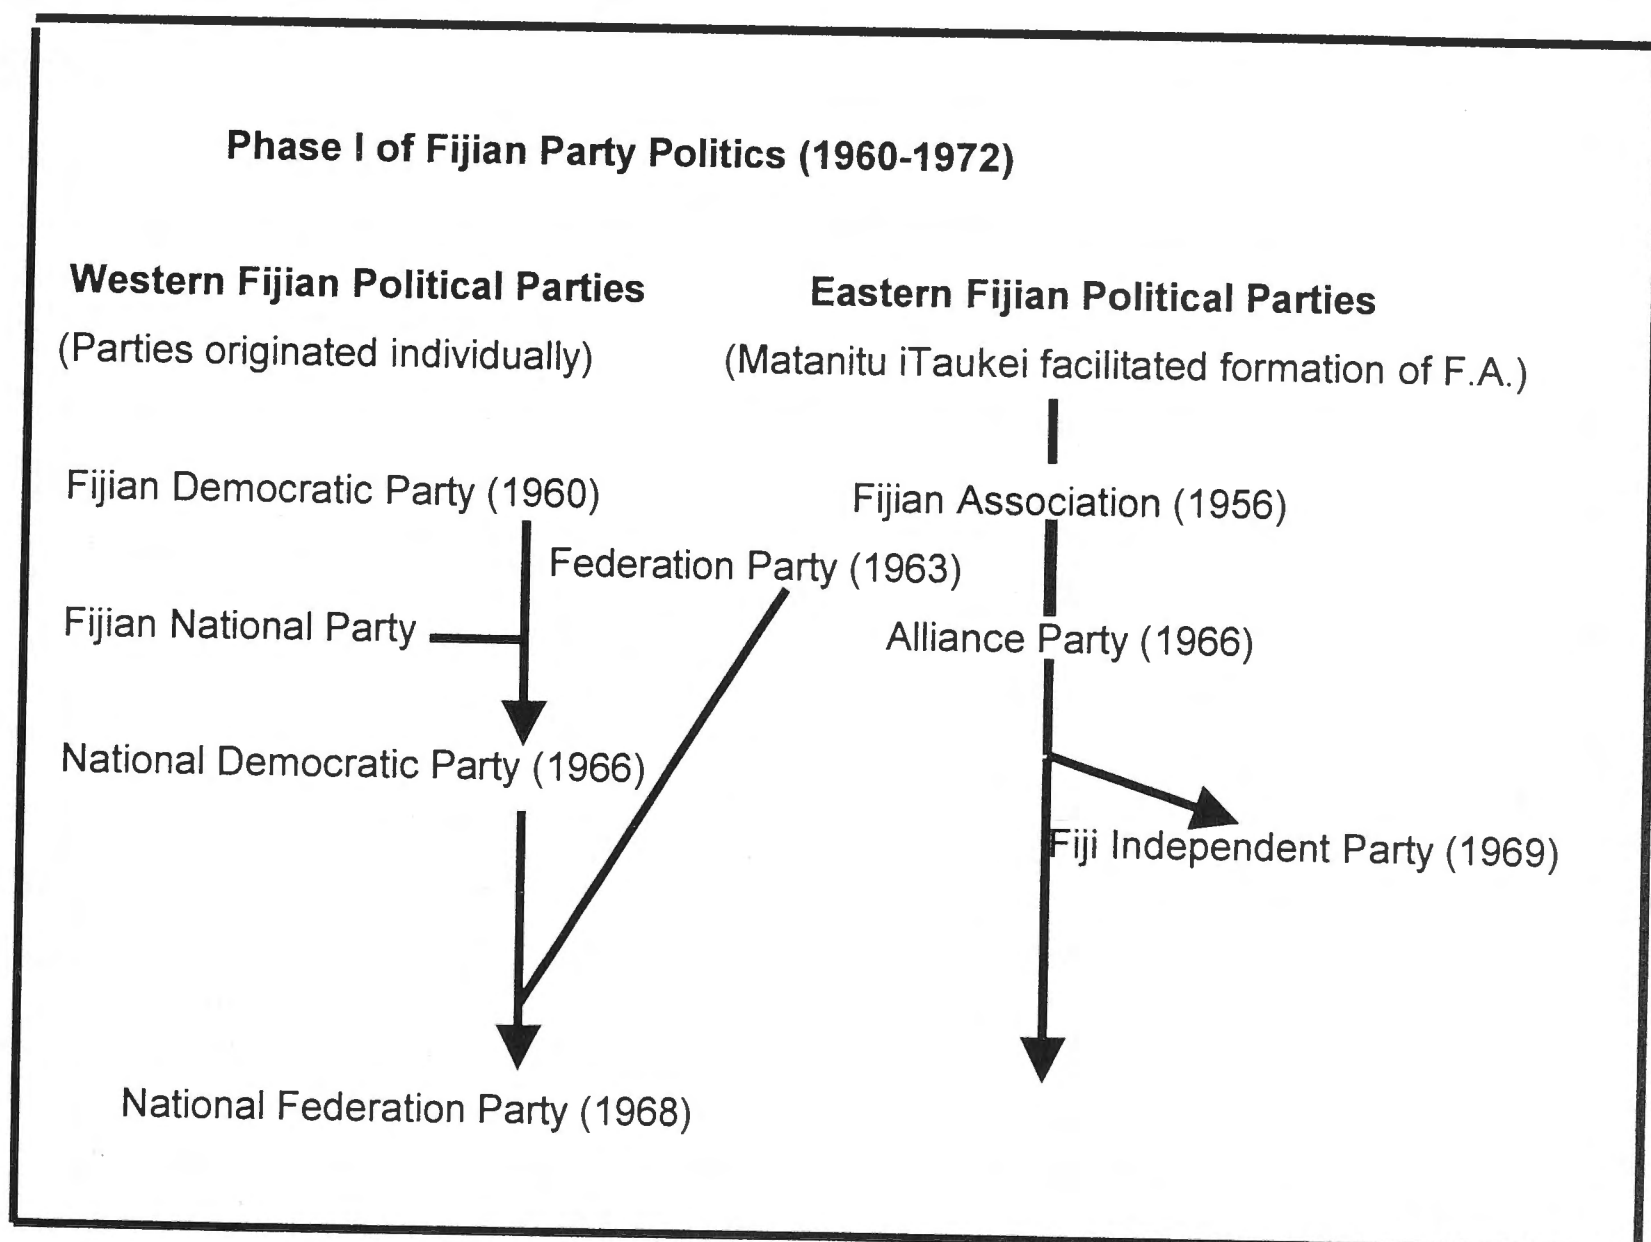 Phase I of Fijian Party Politics (1960-1972)
Western Fijian Political Parties
(Parties originated individually)
Eastern Fijian Political Parties
(Matanitu iTaukei facilitated formation of F.A.)
Fijian Democratic Party (1960)
Fijian Association (1956)
Federation Party (1963)
Fijian National Party
Alliance Party (1966)
National Democratic Party (1966)
Fiji Independent Party (1969)
National Federation Party (1968)